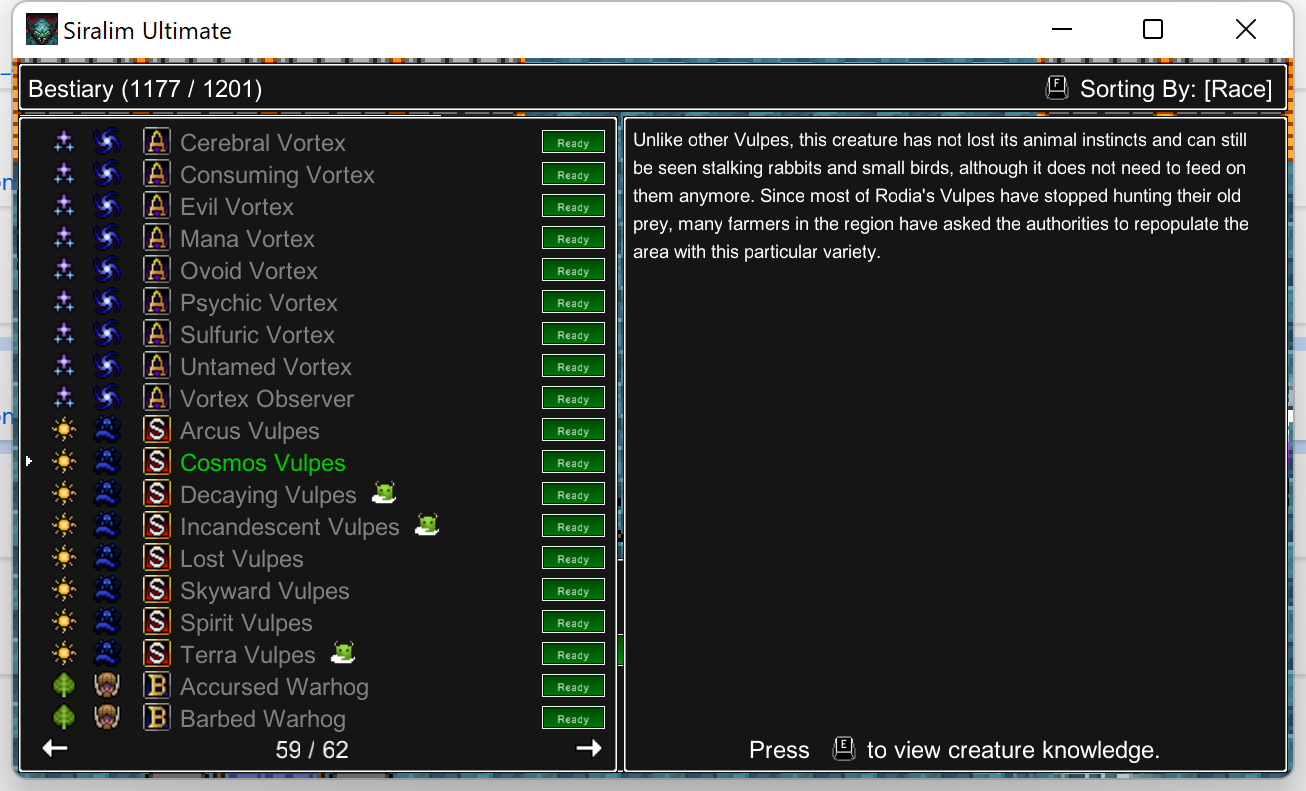 Siralim Ultimate
Bestiary (1177 / 1201)
F Sorting By: [Race]
A Cerebral Vortex Ready
A Consuming Vortex Ready
A Evil Vortex Ready
A Mana Vortex Ready
A Ovoid Vortex Ready
A Psychic Vortex Ready
A Sulfuric Vortex Ready
A Untamed Vortex Ready
A Vortex Observer Ready
S Arcus Vulpes Ready
S Cosmos Vulpes Ready
S Decaying Vulpes Ready
S Incandescent Vulpes Ready
S Lost Vulpes Ready
S Skyward Vulpes Ready
S Spirit Vulpes Ready
S Terra Vulpes Ready
B Accursed Warhog Ready
B Barbed Warhog Ready
59 / 62
Unlike other Vulpes, this creature has not lost its animal instincts and can still
be seen stalking rabbits and small birds, although it does not need to feed on
them anymore. Since most of Rodia's Vulpes have stopped hunting their old
prey, many farmers in the region have asked the authorities to repopulate the
area with this particular variety.
Press E to view creature knowledge.